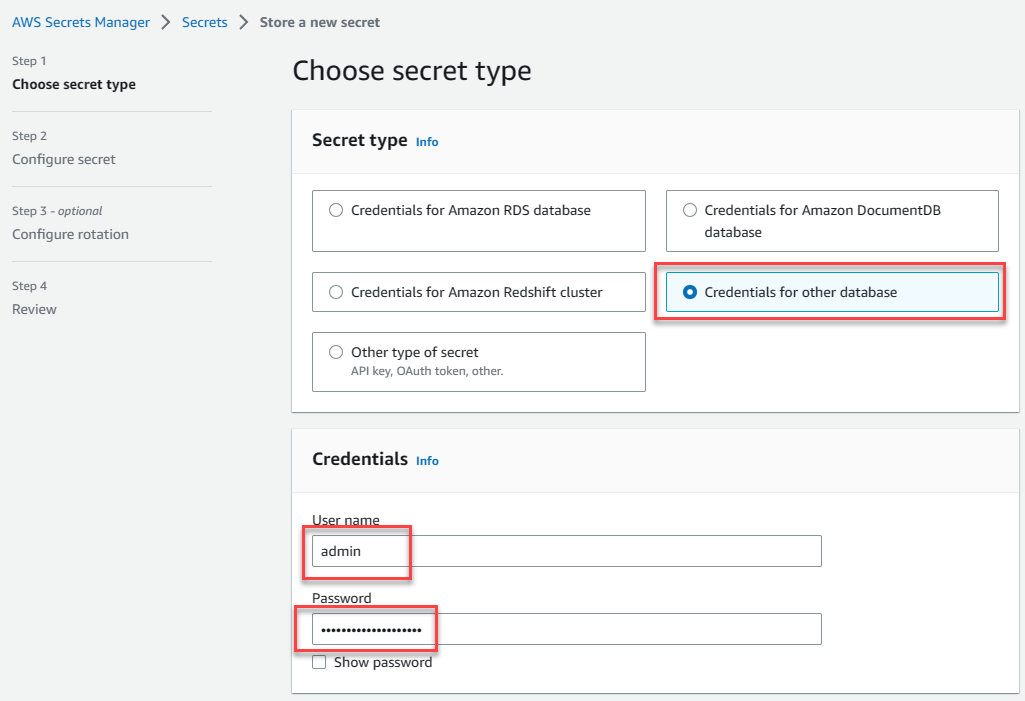 AWS Secrets Manager > Secrets > Store a new secret
Step 1
Choose secret type
Step 2
Configure secret
Step 3 - optional
Configure rotation
Step 4
Review
Choose secret type
Secret type Info
Credentials for Amazon RDS database
Credentials for Amazon DocumentDB
database
Credentials for Amazon Redshift cluster
Credentials for other database
Other type of secret
API key, OAuth token, other.
Credentials Info
User name
admin
Password
••••••••••••••••••••
Show password